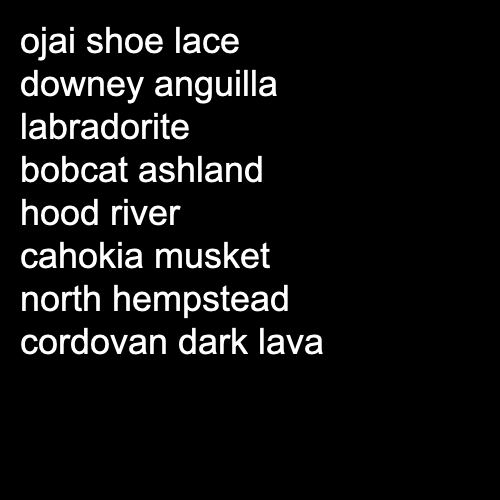 ojai shoe lace
downey anguilla
labradorite
bobcat ashland
hood river
cahokia musket
north hempstead
cordovan dark lava